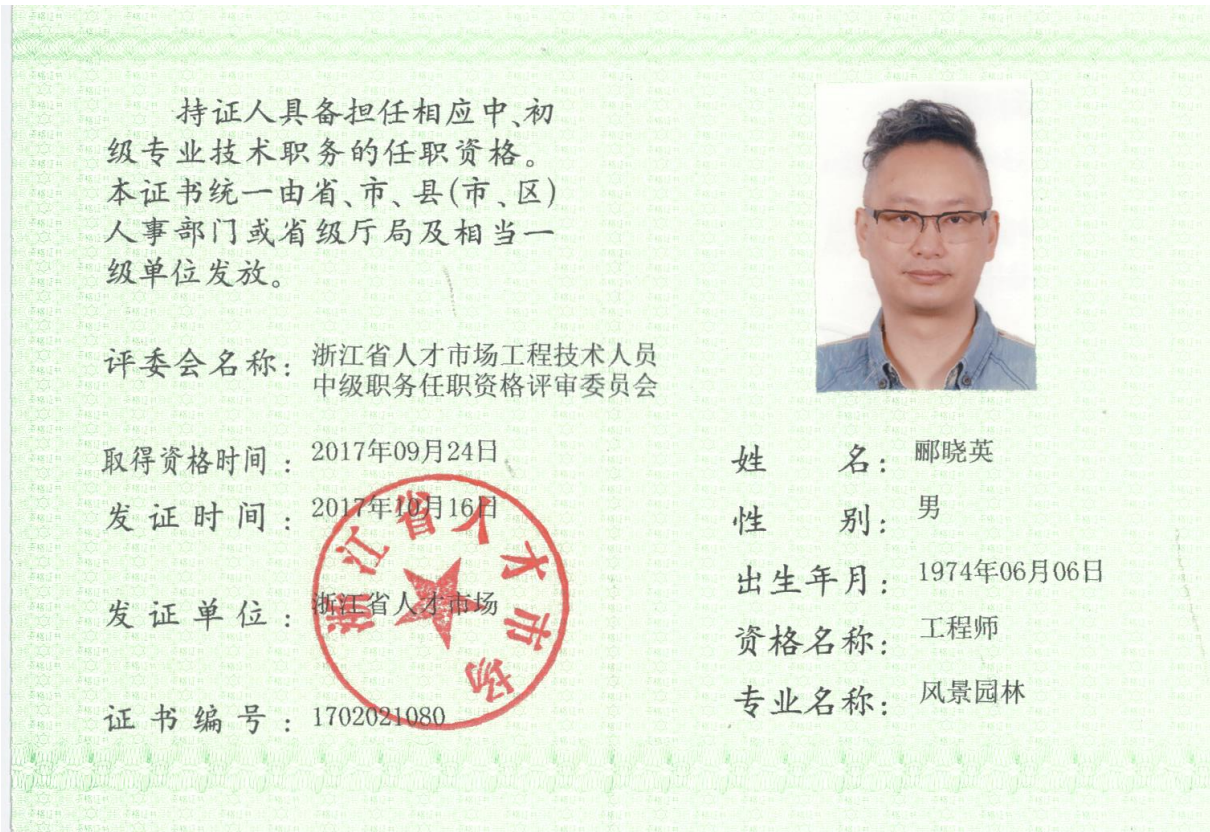 持证人具备担任相应中、初
级专业技术职务的任职资格。
本证书统一由省、市、县(市、区)
人事部门或省级厅局及相当一
级单位发放。
评委会名称：浙江省人才市场工程技术人员
中级职务任职资格评审委员会
取得资格时间：2017年09月24日
发证时间：2017年10月16日
发证单位：浙江省人才市场
证书编号：1702021080
浙江省人才市场
姓名：郦晓英
性别：男
出生年月：1974年06月06日
资格名称：工程师
专业名称：风景园林